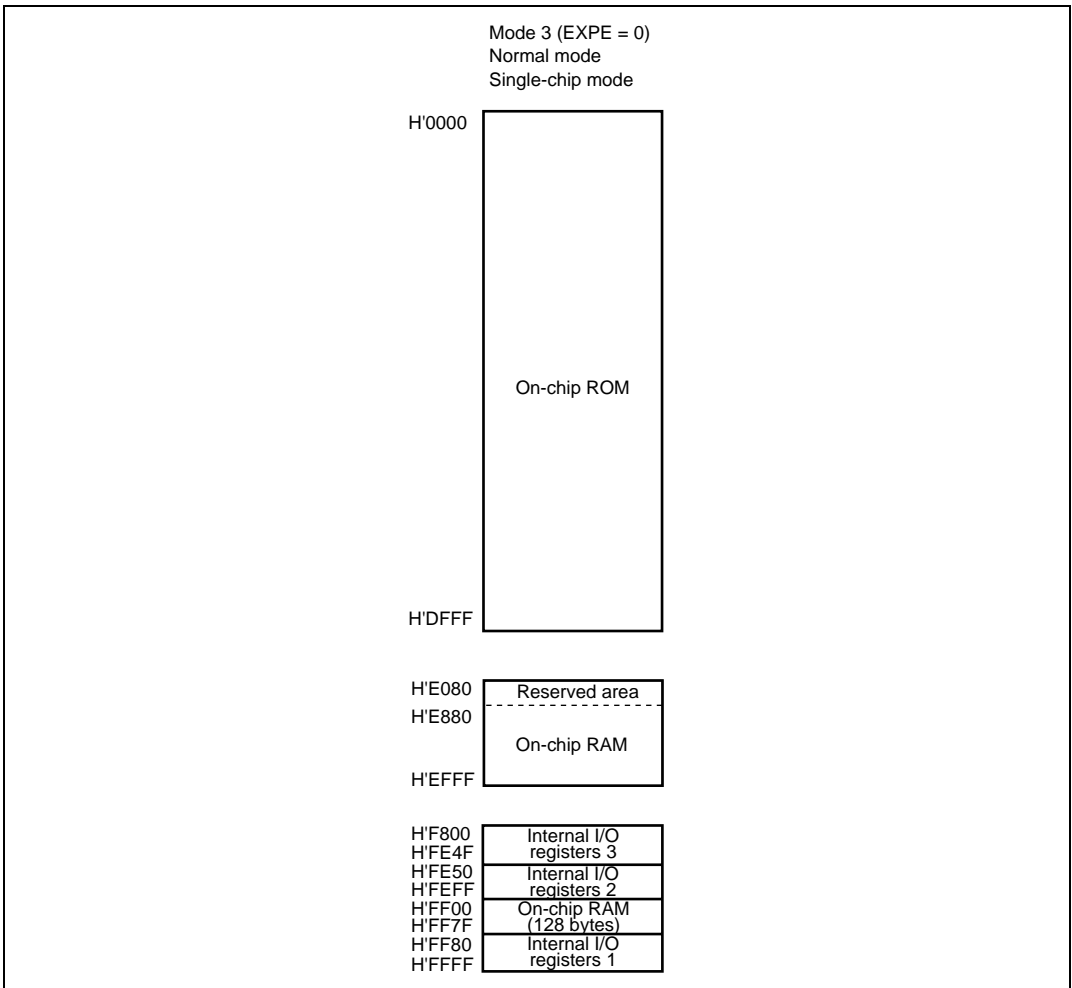 Mode 3 (EXPE = 0)
Normal mode
Single-chip mode
H'0000
On-chip ROM
H'DFFF
H'E080
Reserved area
H'E880
On-chip RAM
H'EFFF
H'F800
Internal I/O
H'FE4F
registers 3
H'FE50
Internal I/O
H'FEFF
registers 2
H'FF00
On-chip RAM
H'FF7F
(128 bytes)
H'FF80
Internal I/O
H'FFFF
registers 1